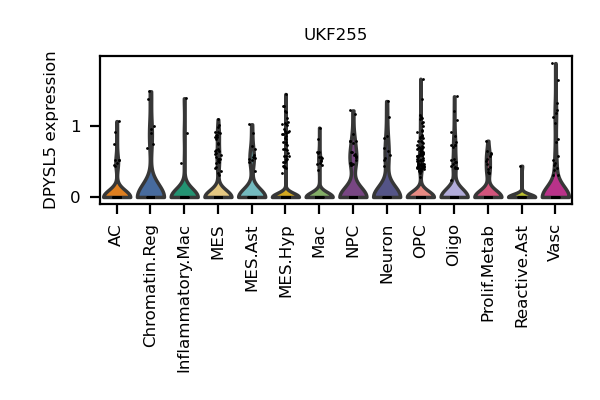 UKF255
DPYSL5 expression
1
0
AC
Chromatin.Reg
Inflammatory.Mac
MES
MES.Ast
MES.Hyp
Mac
NPC
Neuron
OPC
Oligo
Prolif.Metab
Reactive.Ast
Vasc